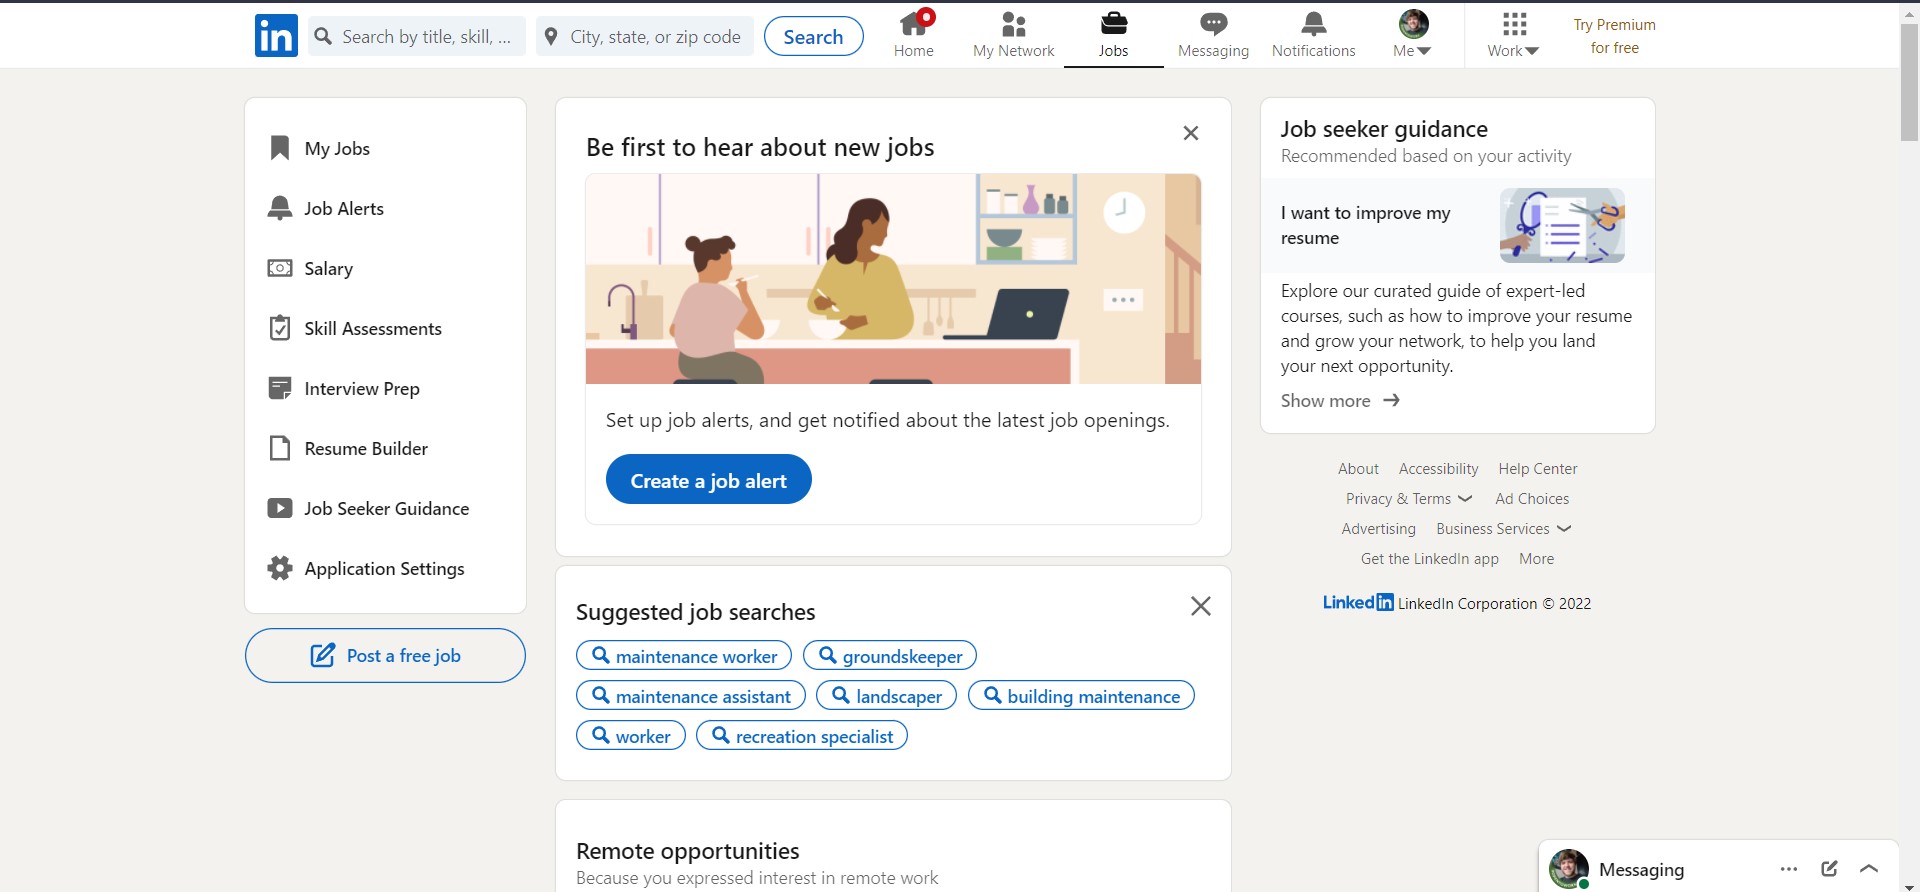 in
Search by title, skill, ...
City, state, or zip code
Search
Home
My Network
Jobs
Messaging
Notifications
Me
Work
Try Premium
for free
My Jobs
Job Alerts
Salary
Skill Assessments
Interview Prep
Resume Builder
Job Seeker Guidance
Application Settings
Post a free job
Be first to hear about new jobs
Set up job alerts, and get notified about the latest job openings.
Create a job alert
Suggested job searches
maintenance worker
groundskeeper
maintenance assistant
landscaper
building maintenance
worker
recreation specialist
Remote opportunities
Because you expressed interest in remote work
Job seeker guidance
Recommended based on your activity
I want to improve my
resume
Explore our curated guide of expert-led
courses, such as how to improve your resume
and grow your network, to help you land
your next opportunity.
Show more
About Accessibility Help Center
Privacy & Terms Ad Choices
Advertising Business Services
Get the LinkedIn app More
LinkedIn LinkedIn Corporation © 2022
Messaging